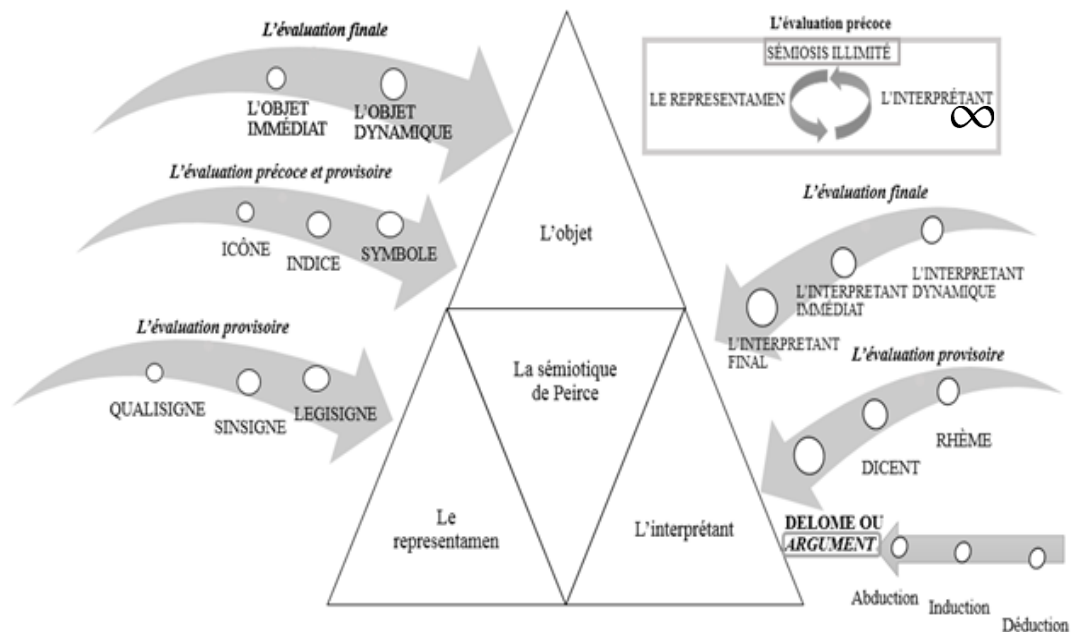 L'évaluation finale
L'OBJET
IMMÉDIAT
L'OBJET
DYNAMIQUE
L'évaluation précoce et provisoire
ICÔNE
INDICE
SYMBOLE
L'évaluation provisoire
QUALISIGNE
SINSIGNE
LEGISIGNE
L'objet
La sémiotique
de Peirce
Le
representamen
L'interprétant
L'évaluation précoce
SÉMIOSIS ILLIMITÉ
LE REPRESENTAMEN
L'INTERPRÉTANT
∞
L'évaluation finale
L'INTERPRETANT
DYNAMIQUE
L'INTERPRETANT
IMMÉDIAT
L'INTERPRETANT
FINAL
L'évaluation provisoire
RHÈME
DICENT
DELOME OU
ARGUMENT
Abduction
Induction
Déduction